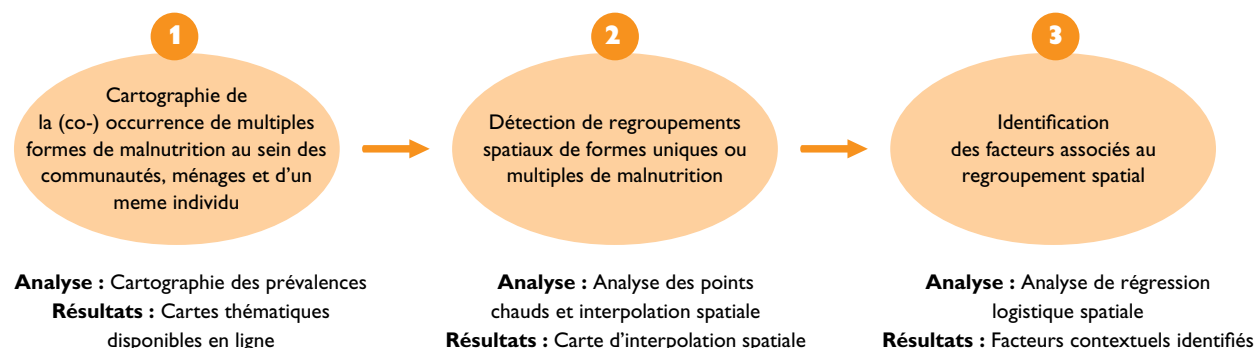 1
Cartographie de
la (co-) occurrence de multiples
formes de malnutrition au sein des
communautés, ménages et d'un
meme individu
Analyse : Cartographie des prévalences
Résultats : Cartes thématiques
disponibles en ligne
2
Détection de regroupements
spatiaux de formes uniques ou
multiples de malnutrition
Analyse : Analyse des points
chauds et interpolation spatiale
Résultats : Carte d'interpolation spatiale
3
Identification
des facteurs associés au
regroupement spatial
Analyse : Analyse de régression
logistique spatiale
Résultats : Facteurs contextuels identifiés